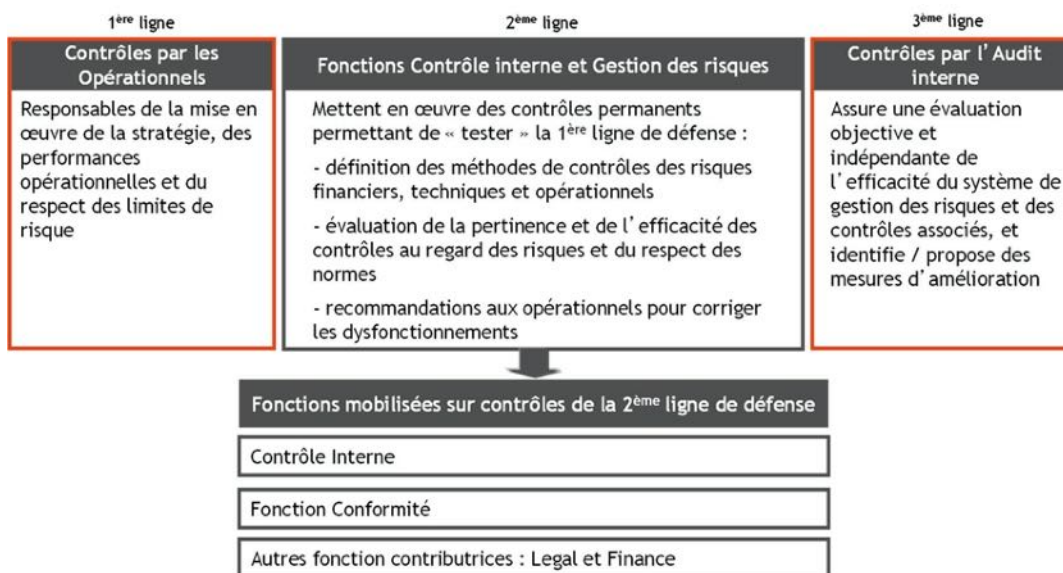 1ère ligne
2ème ligne
3ème ligne
Contrôles par les
Opérationnels
Responsables de la mise en
œuvre de la stratégie, des
performances
opérationnelles et du
respect des limites de
risque
Fonctions Contrôle interne et Gestion des risques
Mettent en œuvre des contrôles permanents
permettant de « tester » la 1ère ligne de défense :
- définition des méthodes de contrôles des risques
financiers, techniques et opérationnels
- évaluation de la pertinence et de l'efficacité des
contrôles au regard des risques et du respect des
normes
- recommandations aux opérationnels pour corriger
les dysfonctionnements
Contrôles par l'Audit
interne
Assure une évaluation
objective et
indépendante de
l'efficacité du système de
gestion des risques et des
contrôles associés, et
identifie / propose des
mesures d'amélioration
Fonctions mobilisées sur contrôles de la 2ème ligne de défense
Contrôle Interne
Fonction Conformité
Autres fonction contributrices : Legal et Finance